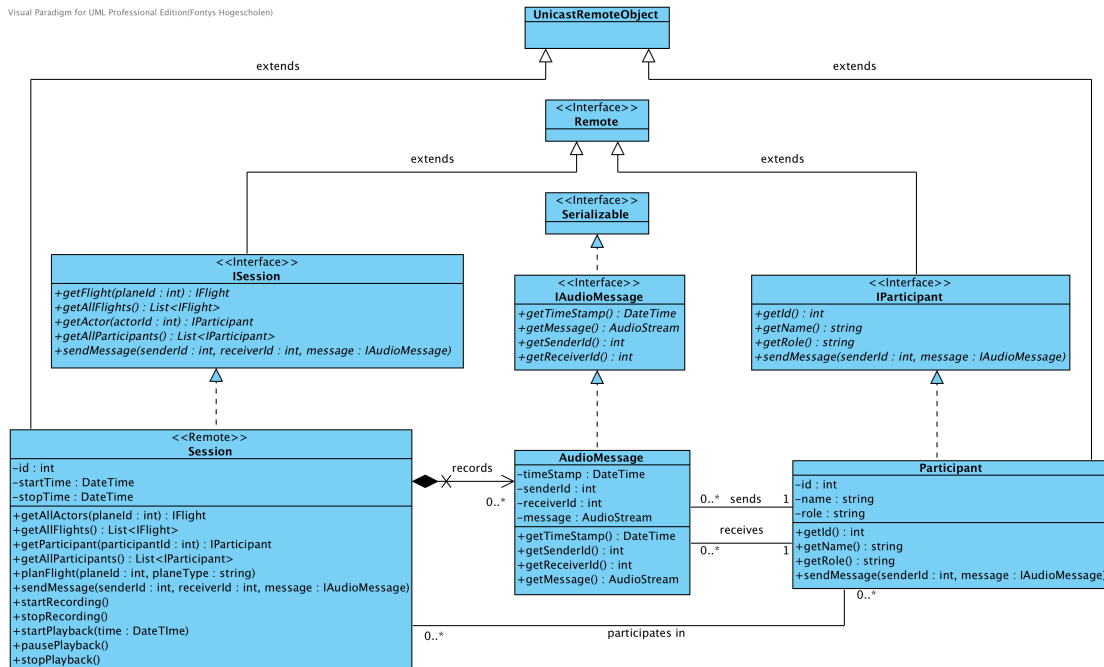 Visual Paradigm for UML Professional Edition(Fontys Hogescholen)
UnicastRemoteObject
extends
extends
<<Interface>>
Remote
extends
extends
<<Interface>>
Serializable
<<Interface>>
ISession
+getFlight(planeId : int) : IFlight
+getAllFlights() : List<IFlight>
+getActor(actorId : int) : IParticipant
+getAllParticipants() : List<IParticipant>
+sendMessage(senderId : int, receiverId : int, message : IAudioMessage)
<<Interface>>
IAudioMessage
+getTimeStamp() : DateTime
+getMessage() : AudioStream
+getSenderId() : int
+getReceiverId() : int
<<Interface>>
IParticipant
+getId() : int
+getName() : string
+getRole() : string
+sendMessage(senderId : int, message : IAudioMessage)
<<Remote>>
Session
-id : int
-startTime : DateTime
-stopTime : DateTime
+getAllActors(planeId : int) : IFlight
+getAllFlights() : List<IFlight>
+getParticipant(participantId : int) : IParticipant
+getAllParticipants() : List<IParticipant>
+planFlight(planeId : int, planeType : string)
+sendMessage(senderId : int, receiverId : int, message : IAudioMessage)
+startRecording()
+stopRecording()
+startPlayback(time : DateTIme)
+pausePlayback()
+stopPlayback()
records
0..*
AudioMessage
-timeStamp : DateTime
-senderId : int
-receiverId : int
-message : AudioStream
+getTimeStamp() : DateTime
+getSenderId() : int
+getReceiverId() : int
+getMessage() : AudioStream
0..* sends 1
receives
0..* 1
Participant
-id : int
-name : string
-role : string
+getId() : int
+getName() : string
+getRole() : string
+sendMessage(senderId : int, message : IAudioMessage)
0..*
0..*
participates in